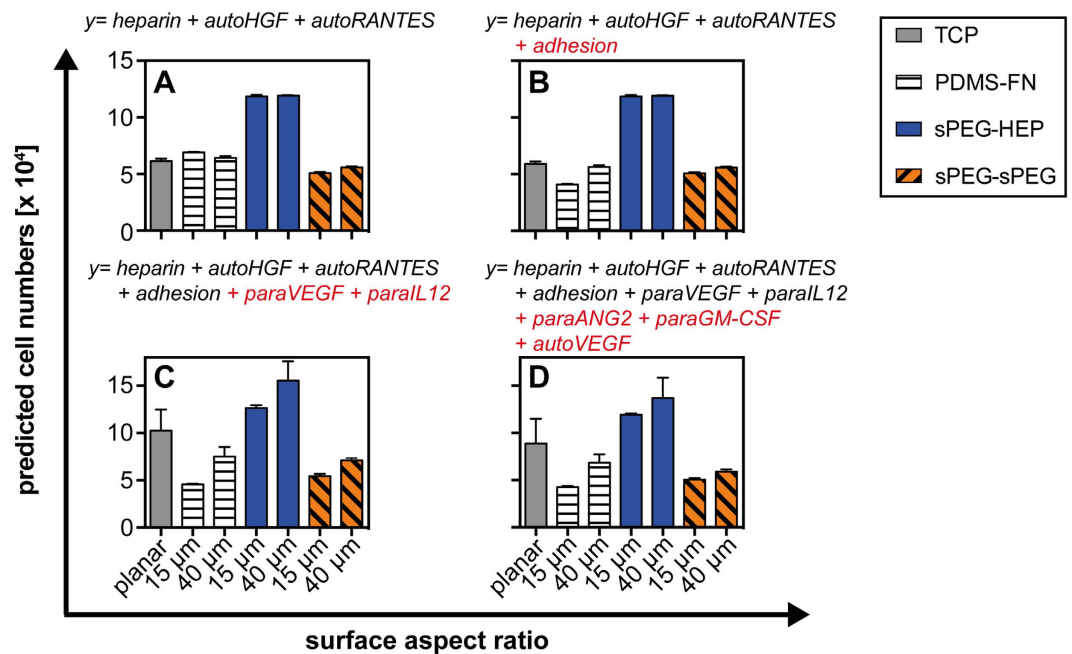 y= heparin + autoHGF + autoRANTES
y= heparin + autoHGF + autoRANTES
+ adhesion
TCP
PDMS-FN
sPEG-HEP
sPEG-sPEG
predicted cell numbers [x 10⁴]
15
10
5
0
A
B
y= heparin + autoHGF + autoRANTES
+ adhesion + paraVEGF + paraIL12
y= heparin + autoHGF + autoRANTES
+ adhesion + paraVEGF + paraIL12
+ paraANG2 + paraGM-CSF
+ autoVEGF
15
10
5
0
C
D
planar
15 µm
40 µm
15 µm
40 µm
15 µm
40 µm
planar
15 µm
40 µm
15 µm
40 µm
15 µm
40 µm
surface aspect ratio